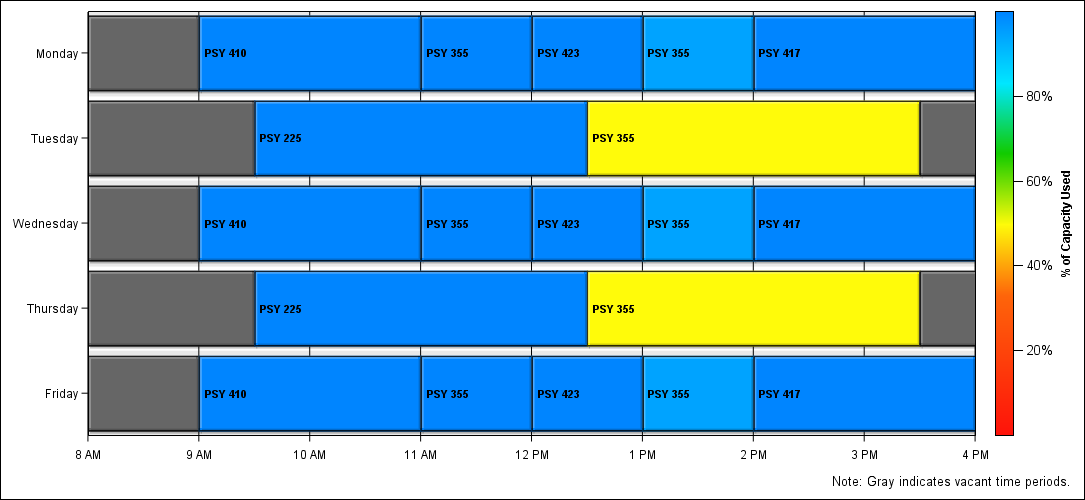 Monday
PSY 410
PSY 355
PSY 423
PSY 355
PSY 417
Tuesday
PSY 225
PSY 355
Wednesday
PSY 410
PSY 355
PSY 423
PSY 355
PSY 417
Thursday
PSY 225
PSY 355
Friday
PSY 410
PSY 355
PSY 423
PSY 355
PSY 417
8 AM
9 AM
10 AM
11 AM
12 PM
1 PM
2 PM
3 PM
4 PM
80%
60%
40%
20%
% of Capacity Used
Note: Gray indicates vacant time periods.